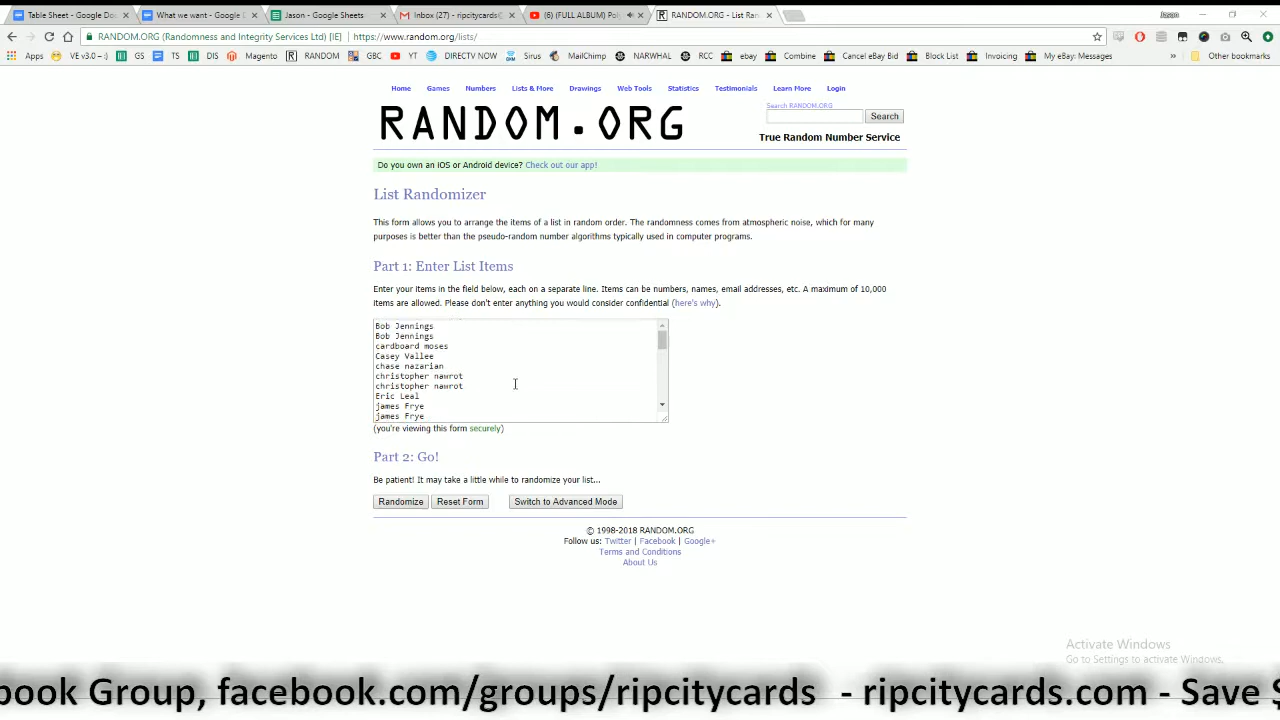 Table Sheet - Google Do
What we want - Google D
Jason - Google Sheets
Inbox (27) - ripcitycards@
(6) (FULL ALBUM) Pol
RANDOM.ORG - List Ran
Jason
RANDOM.ORG (Randomness and Integrity Services Ltd) [IE]
https://www.random.org/lists/
Apps
VE v3.0 --:)
GS
TS
DIS
Magento
RANDOM
GBC
YT
DIRECTV NOW
Sirus
MailChimp
NARWHAL
RCC
ebay
Combine
Cancel eBay Bid
Block List
Invoicing
My eBay: Messages
»
Other bookmarks
Home
Games
Numbers
Lists & More
Drawings
Web Tools
Statistics
Testimonials
Learn More
Login
RANDOM.ORG
Search RANDOM.ORG
Search
True Random Number Service
Do you own an iOS or Android device? Check out our app!
List Randomizer
This form allows you to arrange the items of a list in random order. The randomness comes from atmospheric noise, which for many
purposes is better than the pseudo-random number algorithms typically used in computer programs.
Part 1: Enter List Items
Enter your items in the field below, each on a separate line. Items can be numbers, names, email addresses, etc. A maximum of 10,000
items are allowed. Please don't enter anything you would consider confidential (here's why).
Bob Jennings
Bob Jennings
cardboard moses
Casey Vallee
chase nazarian
christopher nawrot
christopher nawrot
Eric Leal
james Frye
james Frye
(you're viewing this form securely)
Part 2: Go!
Be patient! It may take a little while to randomize your list...
Randomize
Reset Form
Switch to Advanced Mode
© 1998-2018 RANDOM.ORG
Follow us: Twitter | Facebook | Google+
Terms and Conditions
About Us
Activate Windows
Go to Settings to activate Windows.
book Group, facebook.com/groups/ripcitycards - ripcitycards.com - Save $